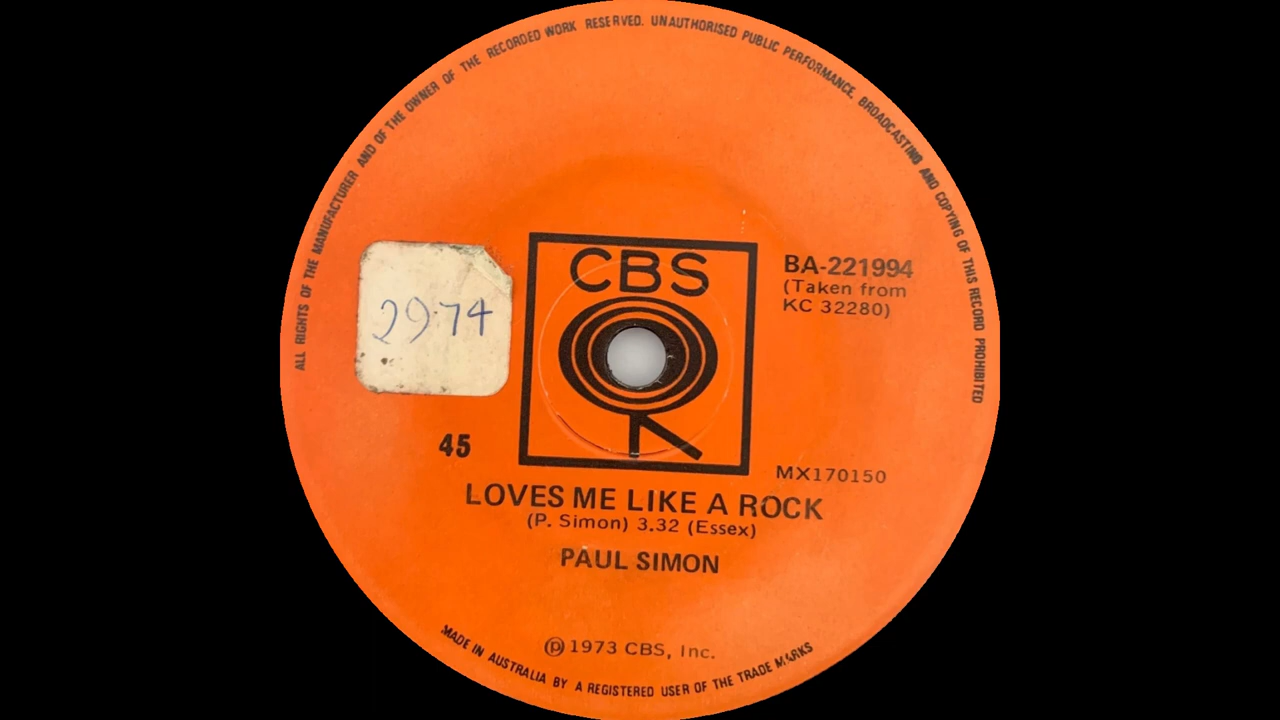 ALL RIGHTS OF THE MANUFACTURER AND OF THE OWNER OF THE RECORDED WORK RESERVED. UNAUTHORISED PUBLIC PERFORMANCE, BROADCASTING AND COPYING OF THIS RECORD PROHIBITED
CBS
BA-221994
(Taken from
KC 32280)
2974
45
MX170150
LOVES ME LIKE A ROCK
(P. Simon) 3.32 (Essex)
PAUL SIMON
℗ 1973 CBS, Inc.
MADE IN AUSTRALIA BY A REGISTERED USER OF THE TRADE MARKS